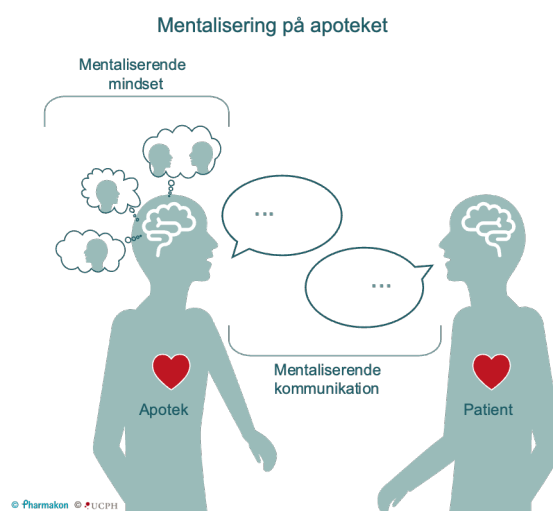 Mentalisering på apoteket
Mentaliserende
mindset
...
...
Mentaliserende
kommunikation
Apotek
Patient
© Pharmakon © UCPH